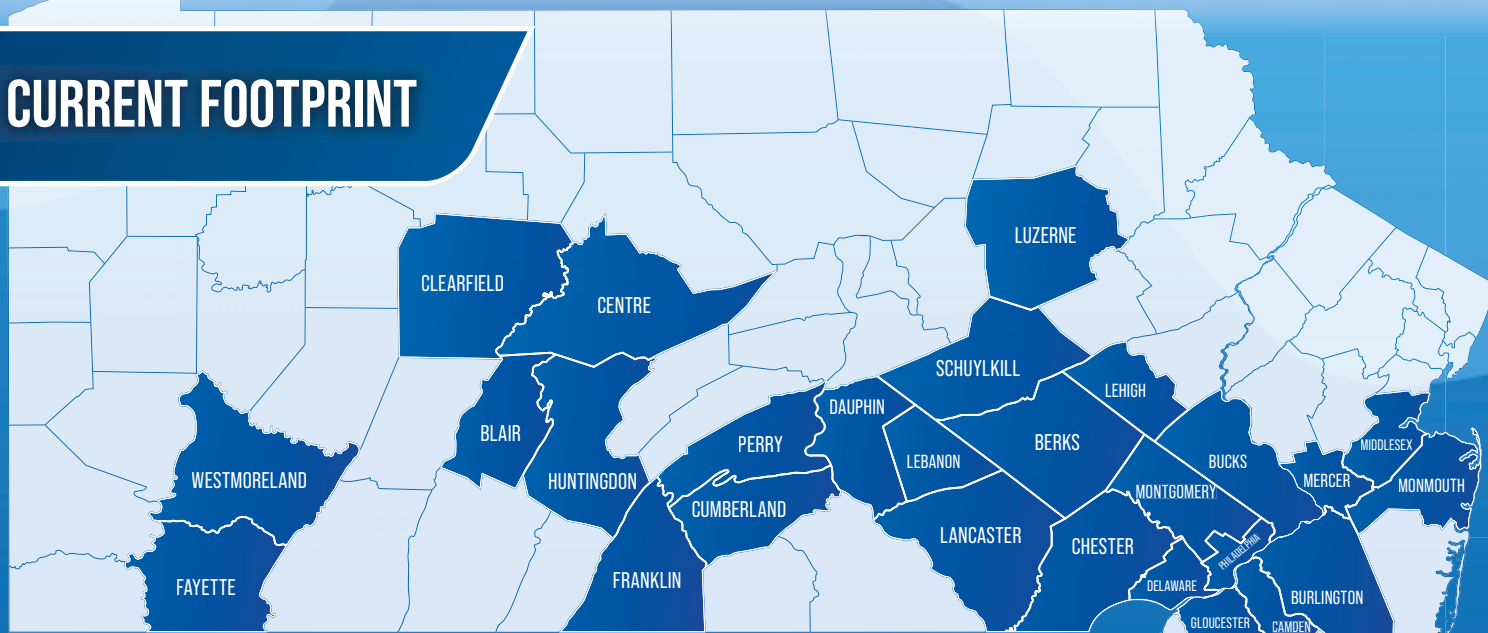 CURRENT FOOTPRINT
LUZERNE
CLEARFIELD
CENTRE
SCHUYLKILL
LEHIGH
DAUPHIN
BLAIR
PERRY
BERKS
MIDDLESEX
LEBANON
BUCKS
WESTMORELAND
HUNTINGDON
MERCER
MONMOUTH
MONTGOMERY
CUMBERLAND
LANCASTER
CHESTER
PHILADELPHIA
FRANKLIN
FAYETTE
DELAWARE
BURLINGTON
GLOUCESTER
CAMDEN